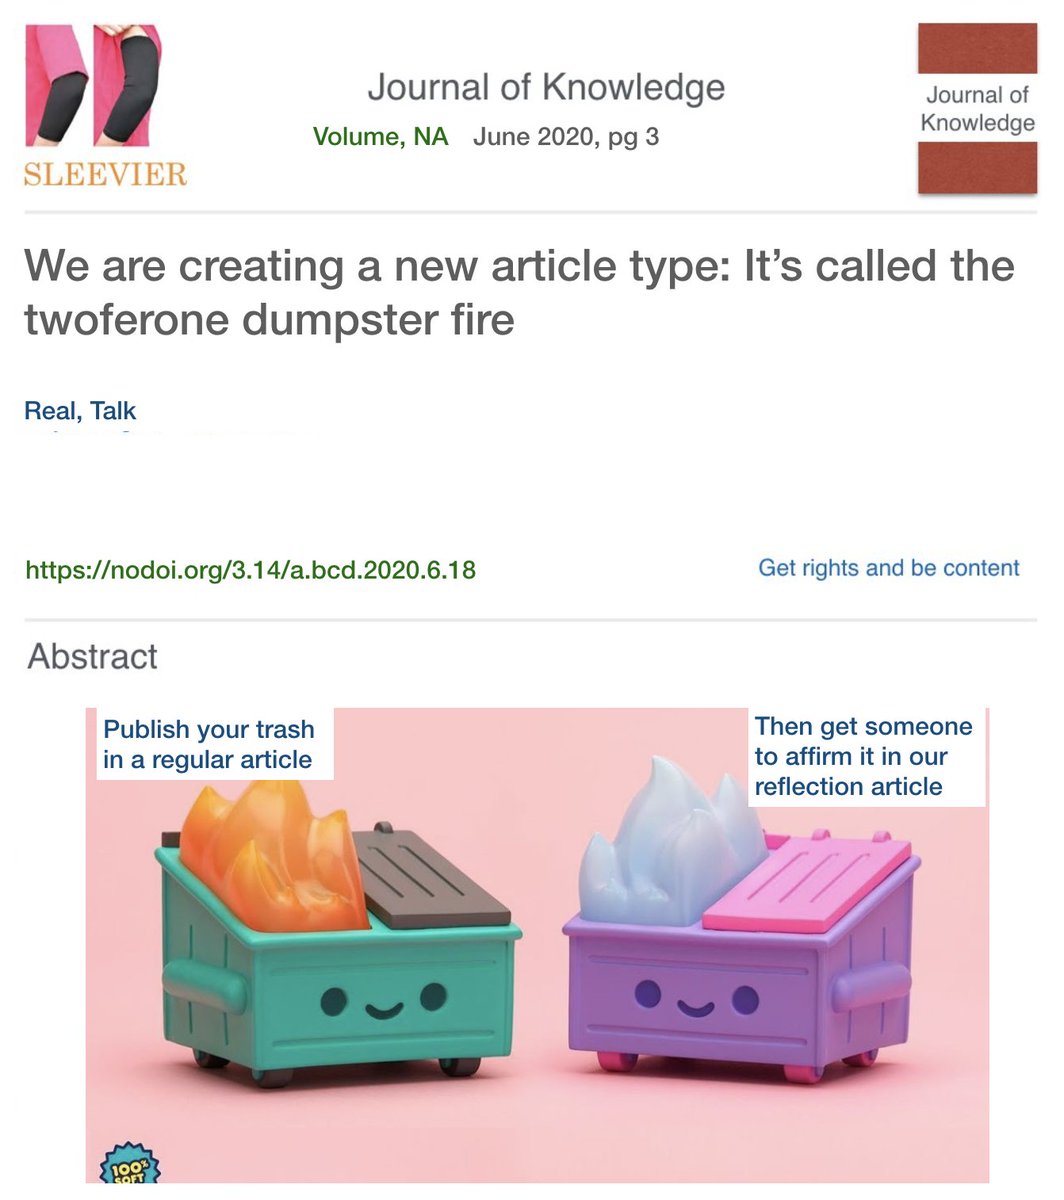 Journal of Knowledge
Volume, NA June 2020, pg 3
SLEEVIER
Journal of
Knowledge
We are creating a new article type: It’s called the
twoferone dumpster fire
Real, Talk
https://nodoi.org/3.14/a.bcd.2020.6.18
Get rights and be content
Abstract
Publish your trash
in a regular article
Then get someone
to affirm it in our
reflection article
100%
SOFT